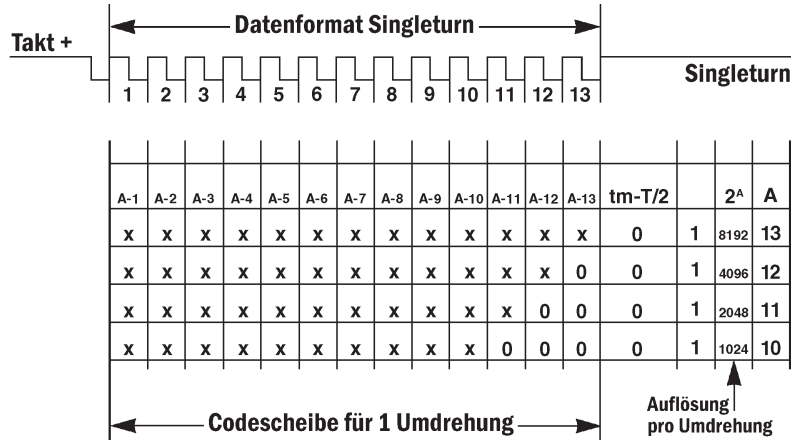 Datenformat Singleturn
Takt +
Singleturn
1 2 3 4 5 6 7 8 9 10 11 12 13
A-1 A-2 A-3 A-4 A-5 A-6 A-7 A-8 A-9 A-10 A-11 A-12 A-13 tm-T/2 2ᴬ A
x x x x x x x x x x x x x 0 1 8192 13
x x x x x x x x x x x x 0 0 1 4096 12
x x x x x x x x x x x 0 0 0 1 2048 11
x x x x x x x x x x 0 0 0 0 1 1024 10
Codescheibe für 1 Umdrehung
Auflösung
pro Umdrehung